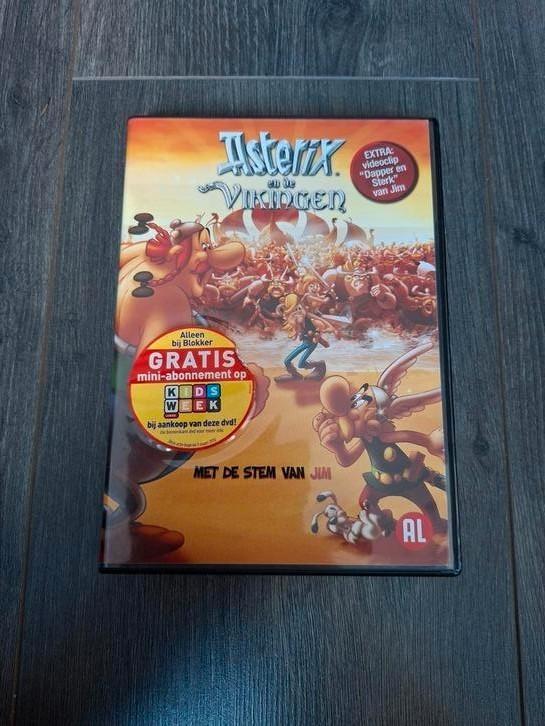 Asterix
en de
Vikingen
EXTRA:
videoclip
"Dapper en
Sterk"
van Jim
Alleen
bij Blokker
GRATIS
mini-abonnement op
KIDS
WEEK
bij aankoop van deze dvd!
MET DE STEM VAN JIM
AL